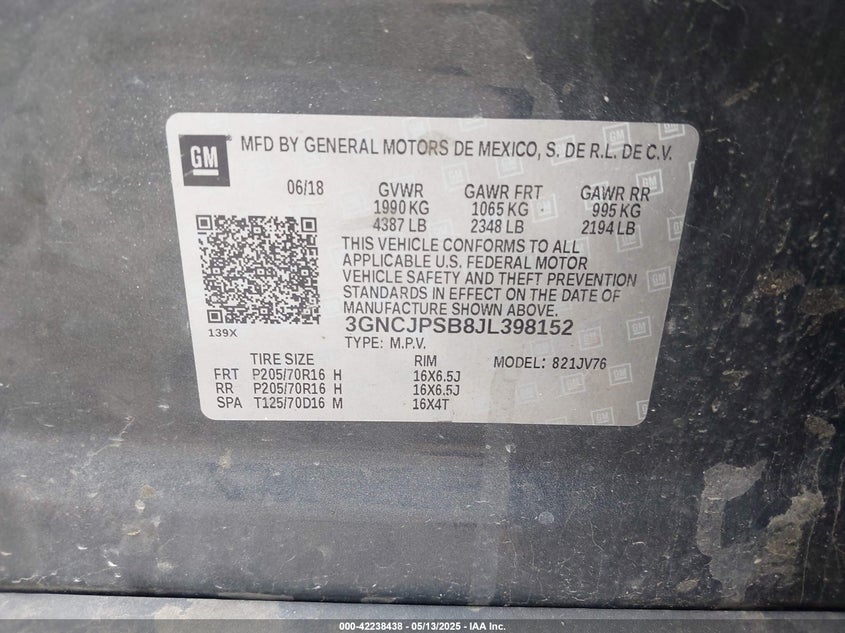 GM MFD BY GENERAL MOTORS DE MEXICO, S. DE R.L. DE C.V.
06/18 GVWR GAWR FRT GAWR RR
1990 KG 1065 KG 995 KG
4387 LB 2348 LB 2194 LB
THIS VEHICLE CONFORMS TO ALL
APPLICABLE U.S. FEDERAL MOTOR
VEHICLE SAFETY AND THEFT PREVENTION
STANDARDS IN EFFECT ON THE DATE OF
MANUFACTURE SHOWN ABOVE.
139X 3GNCJPSB8JL398152
TYPE: M.P.V.
TIRE SIZE RIM MODEL: 821JV76
FRT P205/70R16 H 16X6.5J
RR P205/70R16 H 16X6.5J
SPA T125/70D16 M 16X4T
000-42238438 - 05/13/2025 - IAA Inc.